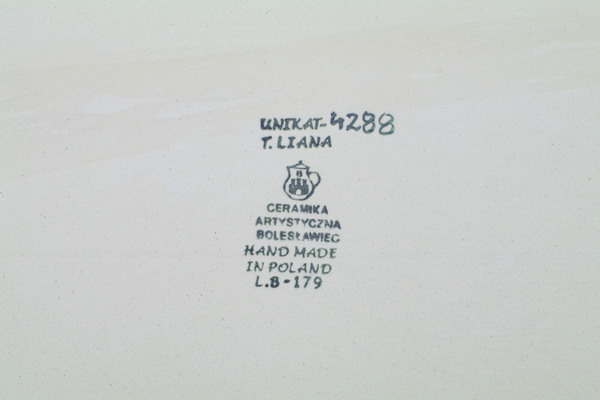 UNIKAT-4288
T. LIANA
B
CERAMIKA
ARTYSTYCZNA
BOLESŁAWIEC
HAND MADE
IN POLAND
L.B-179